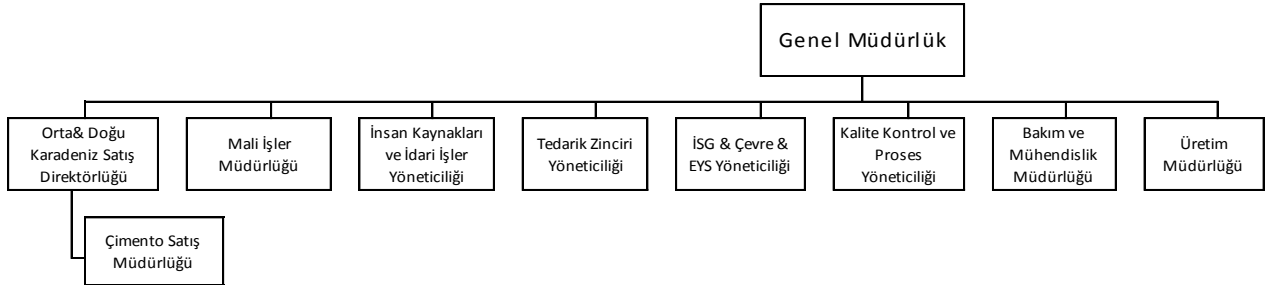 Genel Müdürlük
Orta& Doğu
Karadeniz Satış
Direktörlüğü
Mali İşler
Müdürlüğü
İnsan Kaynakları
ve İdari İşler
Yöneticiliği
Tedarik Zinciri
Yöneticiliği
İSG & Çevre &
EYS Yöneticiliği
Kalite Kontrol ve
Proses
Yöneticiliği
Bakım ve
Mühendislik
Müdürlüğü
Üretim
Müdürlüğü
Çimento Satış
Müdürlüğü